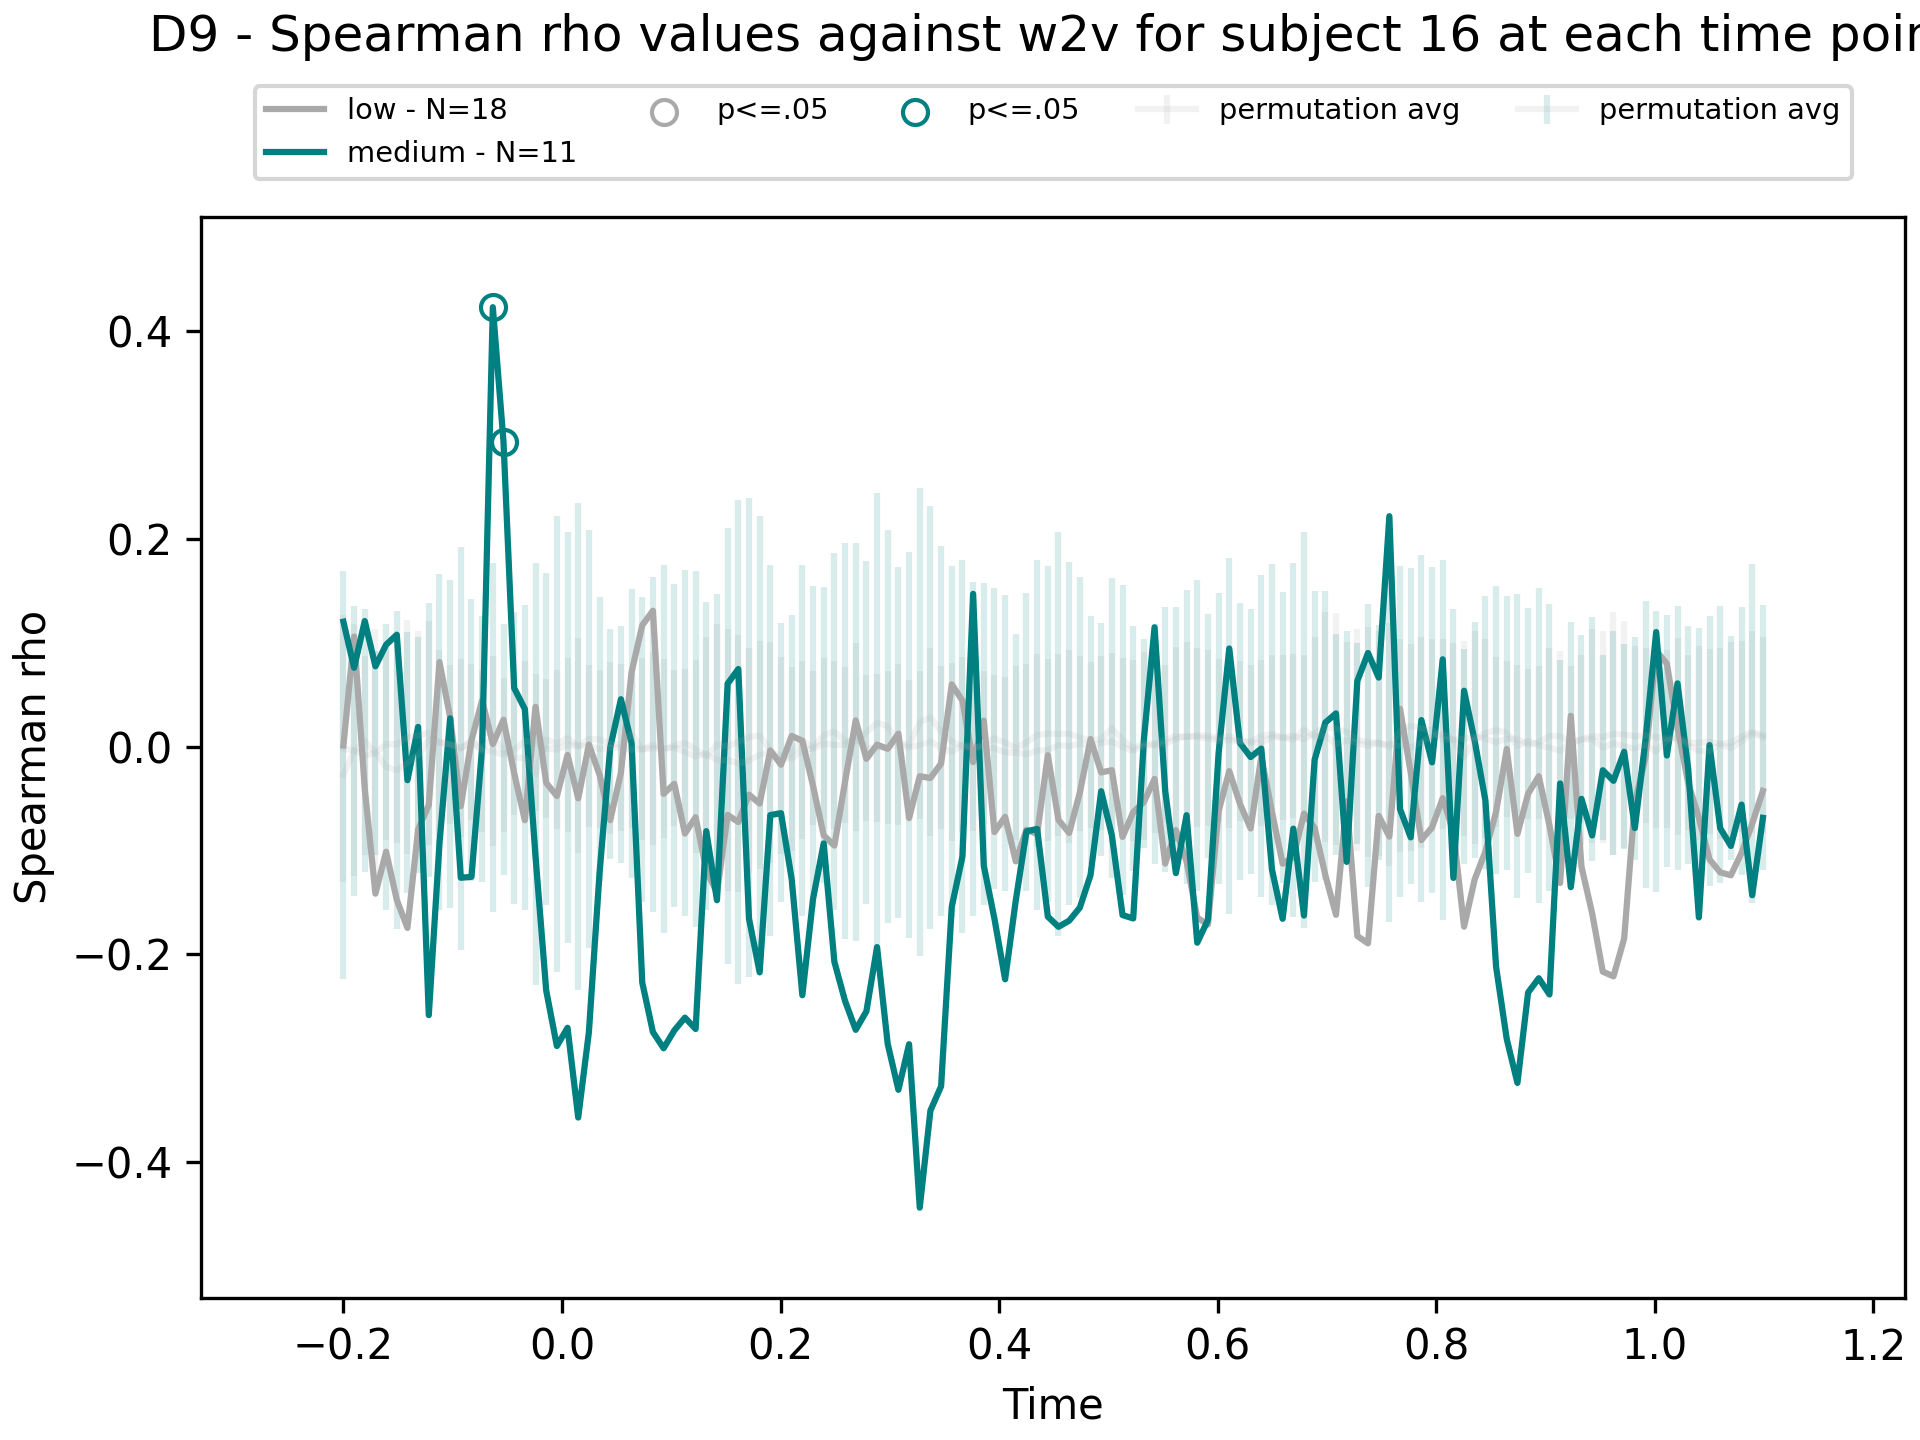 D9 - Spearman rho values against w2v for subject 16 at each time poin
low - N=18
medium - N=11
p<=.05
p<=.05
permutation avg
permutation avg
Spearman rho
0.4
0.2
0.0
−0.2
−0.4
−0.2 0.0 0.2 0.4 0.6 0.8 1.0 1.2
Time